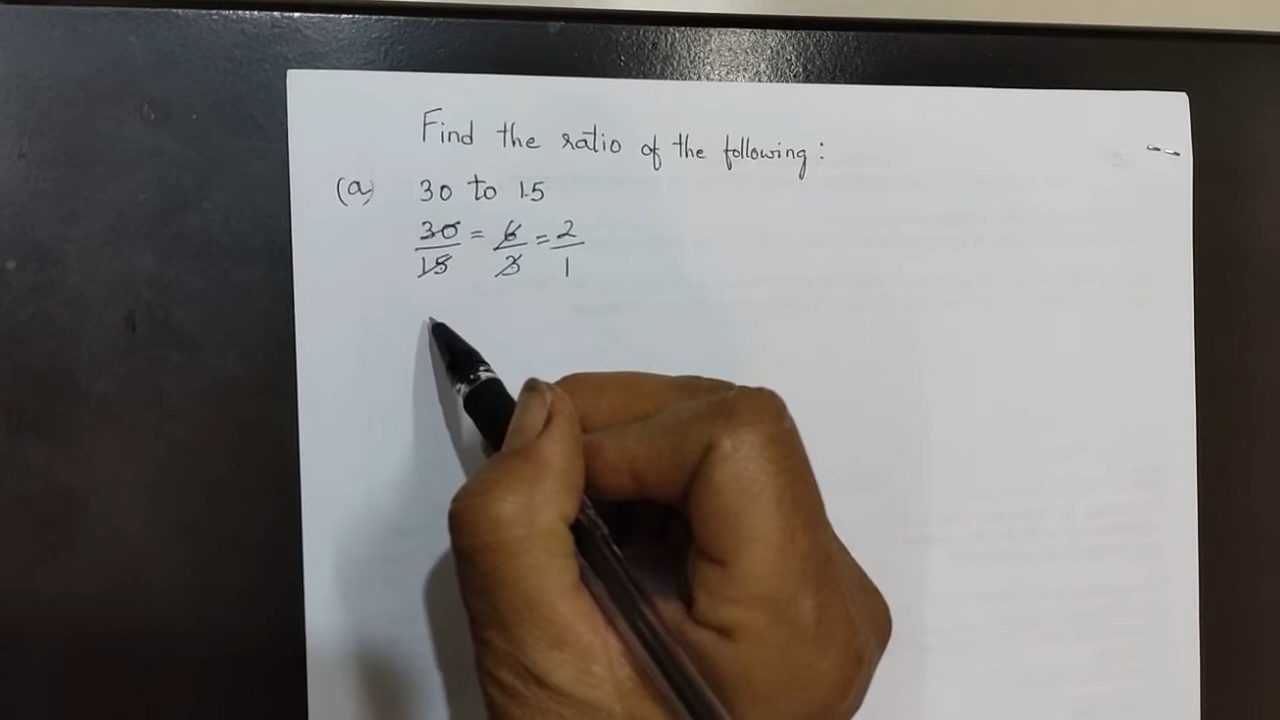 Find the ratio of the following:
(a) 30 to 15
30/15 = 6/3 = 2/1